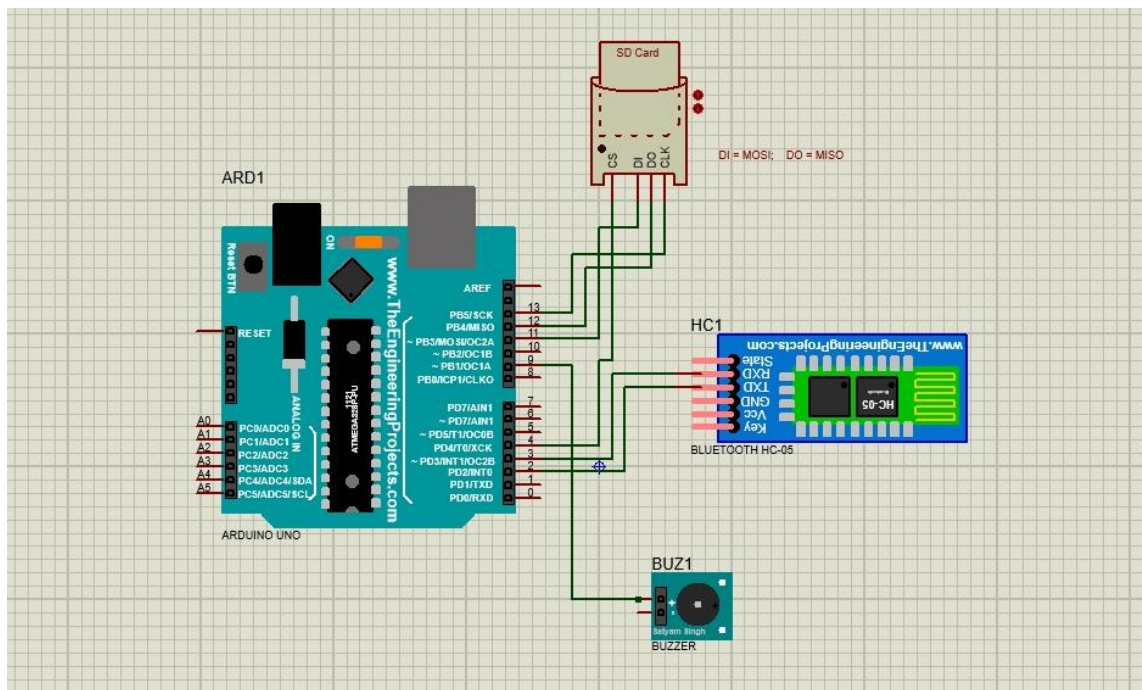 SD Card
CS
DI
DO
CLK
DI = MOSI; DO = MISO
ARD1
Reset BTN
ON
www.TheEngineeringProjects.com
AREF
RESET
PB5/SCK 13
PB4/MISO 12
~ PB3/MOSI/OC2A 11
~ PB2/OC1B 10
~ PB1/OC1A 9
PB0/ICP1/CLKO 8
PD7/AIN1 7
~ PD7/AIN1 6
~ PD5/T1/OC0B 5
PD4/T0/XCK 4
~ PD3/INT1/OC2B 3
PD2/INT0 2
PD1/TXD 1
PD0/RXD 0
ANALOG IN
A0 PC0/ADC0
A1 PC1/ADC1
A2 PC2/ADC2
A3 PC3/ADC3
A4 PC4/ADC4/SDA
A5 PC5/ADC5/SCL
1121
ARDUINO UNO
HC1
www.TheEngineeringProjects.com
State
RXD
TXD
GND
Vcc
Key
HC-05
BLUETOOTH HC-05
BUZ1
+
-
Satyam Singh
BUZZER